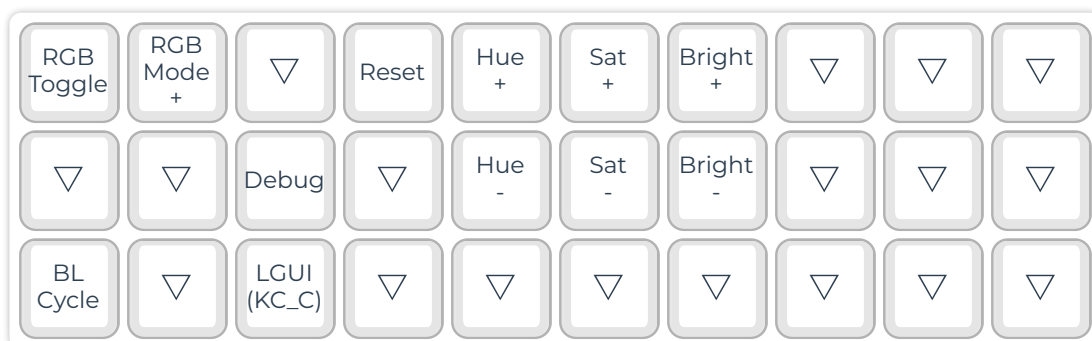 RGB Toggle
RGB Mode +
▽
Reset
Hue +
Sat +
Bright +
▽
▽
▽
▽
▽
Debug
▽
Hue -
Sat -
Bright -
▽
▽
▽
BL Cycle
▽
LGUI (KC_C)
▽
▽
▽
▽
▽
▽
▽